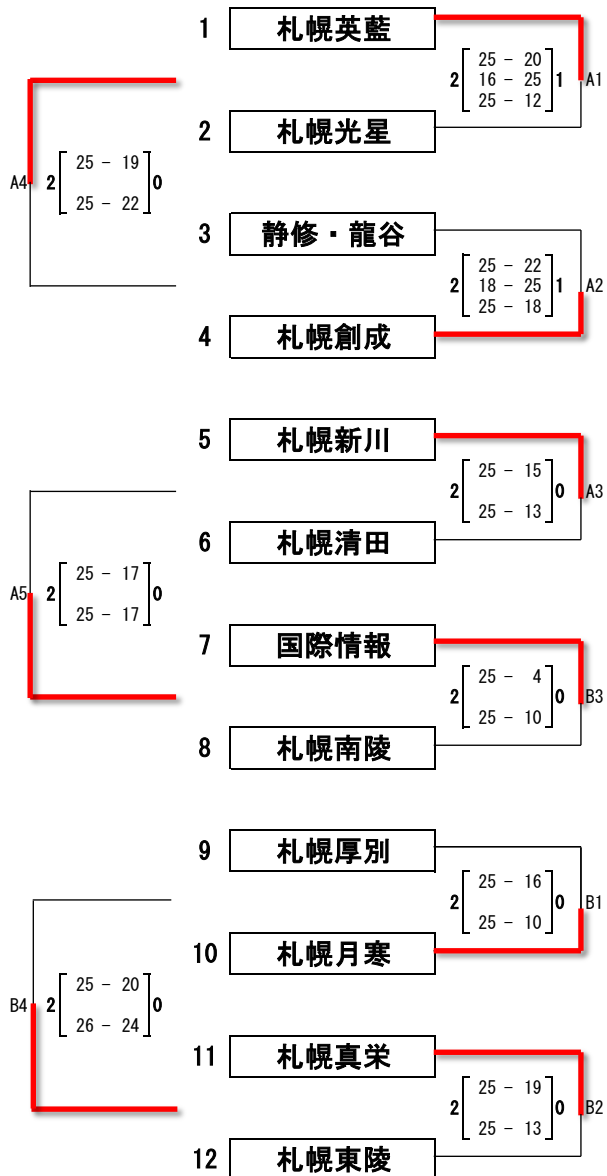 1 札幌英藍
25 - 20
2 16 - 25 1 A1
25 - 12
2 札幌光星
25 - 19
A4 2 0
25 - 22
3 静修・龍谷
25 - 22
2 18 - 25 1 A2
25 - 18
4 札幌創成
5 札幌新川
25 - 15
2 0 A3
25 - 13
6 札幌清田
25 - 17
A5 2 0
25 - 17
7 国際情報
25 - 4
2 0 B3
25 - 10
8 札幌南陵
9 札幌厚別
25 - 16
2 0 B1
25 - 10
10 札幌月寒
25 - 20
B4 2 0
26 - 24
11 札幌真栄
25 - 19
2 0 B2
25 - 13
12 札幌東陵